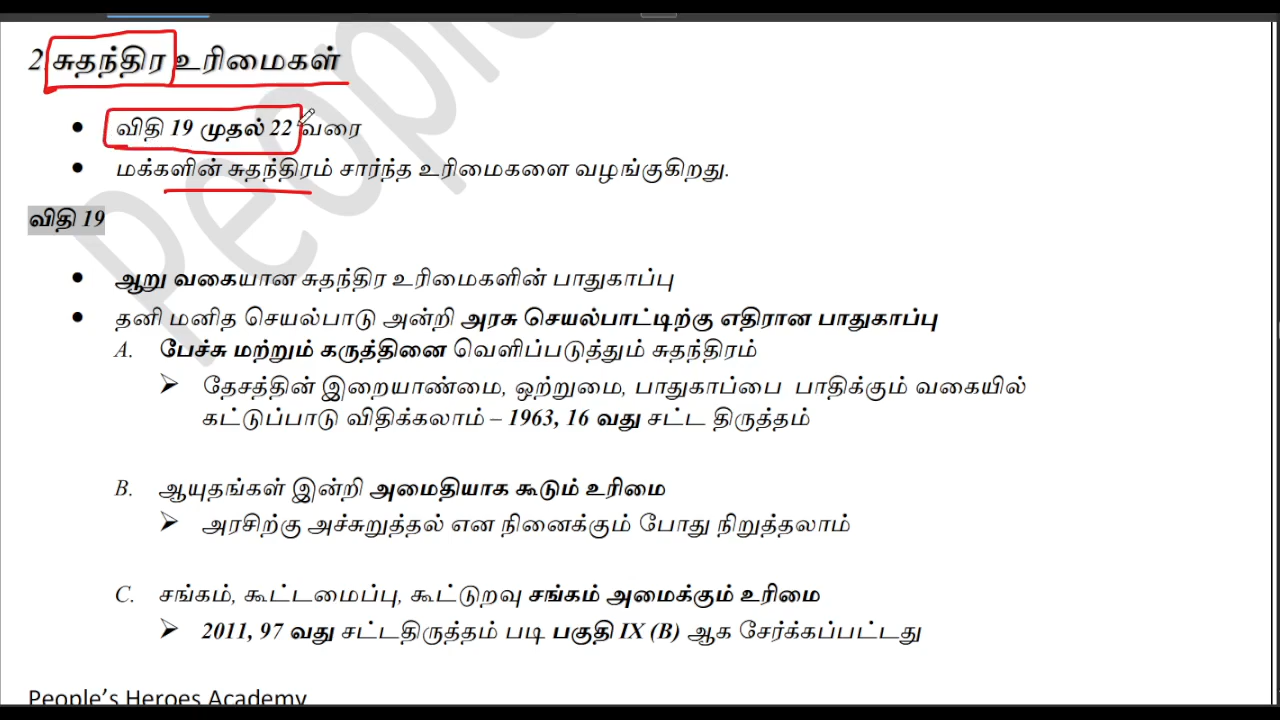 2. சுதந்திர உரிமைகள்
• விதி 19 முதல் 22 வரை
• மக்களின் சுதந்திரம் சார்ந்த உரிமைகளை வழங்குகிறது.
விதி 19
• ஆறு வகையான சுதந்திர உரிமைகளின் பாதுகாப்பு
• தனி மனித செயல்பாடு அன்றி அரசு செயல்பாட்டிற்கு எதிரான பாதுகாப்பு
A. பேச்சு மற்றும் கருத்தினை வெளிப்படுத்தும் சுதந்திரம்
➢ தேசத்தின் இறையாண்மை, ஒற்றுமை, பாதுகாப்பை பாதிக்கும் வகையில்
கட்டுப்பாடு விதிக்கலாம் – 1963, 16 வது சட்ட திருத்தம்
B. ஆயுதங்கள் இன்றி அமைதியாக கூடும் உரிமை
➢ அரசிற்கு அச்சுறுத்தல் என நினைக்கும் போது நிறுத்தலாம்
C. சங்கம், கூட்டமைப்பு, கூட்டுறவு சங்கம் அமைக்கும் உரிமை
➢ 2011, 97 வது சட்டதிருத்தம் படி பகுதி IX (B) ஆக சேர்க்கப்பட்டது
People's Heroes Academy
People